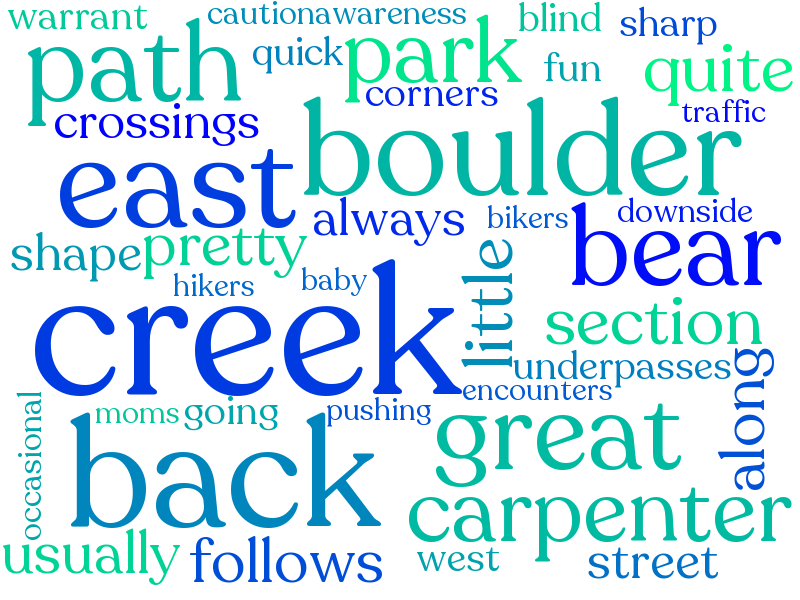 warrant
cautionawareness
blind
sharp
path
quick
park
fun
quite
corners
traffic
crossings
boulder
east
always
bikers
downside
bear
shape
pretty
hikers
baby
little
creek
section
underpasses
encounters
along
occasional
moms
going
pushing
great
back
carpenter
usually
follows
west
street